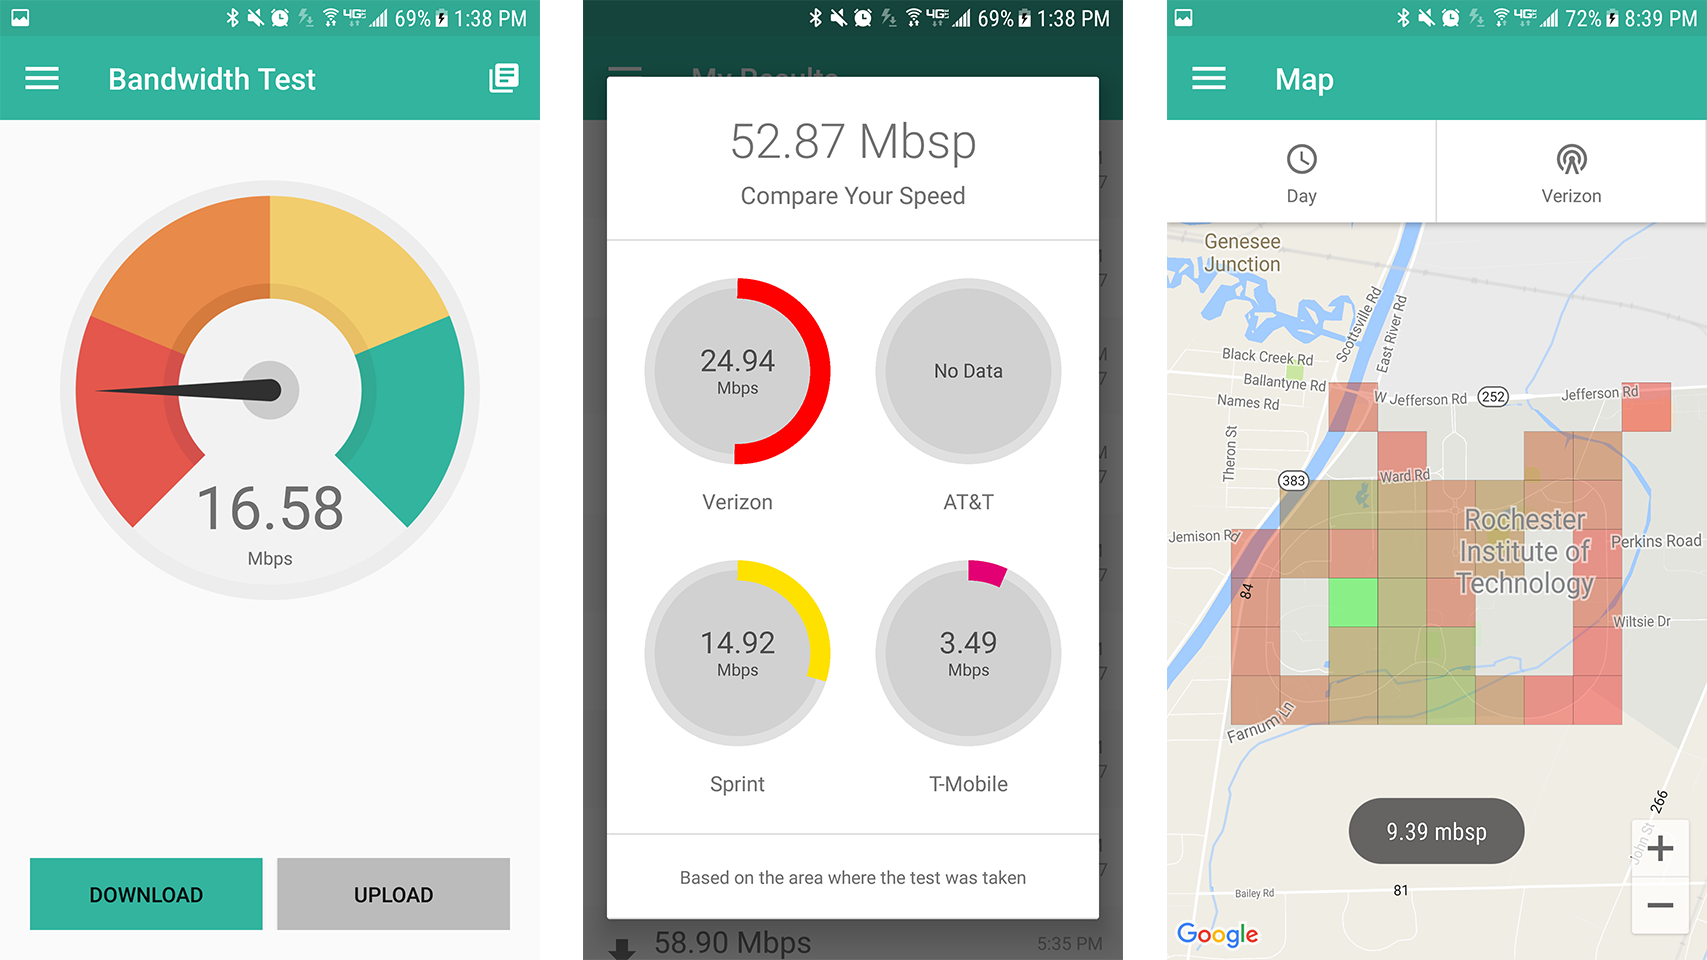 69% 1:38 PM
Bandwidth Test
16.58
Mbps
DOWNLOAD
UPLOAD
69% 1:38 PM
My Results
52.87 Mbsp
Compare Your Speed
24.94
Mbps
Verizon
No Data
AT&T
14.92
Mbps
Sprint
3.49
Mbps
T-Mobile
Based on the area where the test was taken
58.90 Mbps
5:35 PM
72% 8:39 PM
Map
Day
Verizon
Genesee
Junction
Scottsville Rd
East River Rd
Black Creek Rd
Ballantyne Rd
Names Rd
W Jefferson Rd
252
Jefferson Rd
Theron St
383
Ward Rd
Jemison Rd
Rochester
Institute of
Technology
Perkins Road
84
Wiltsie Dr
Farnum Ln
9.39 mbsp
266
John St
Bailey Rd
81
Google